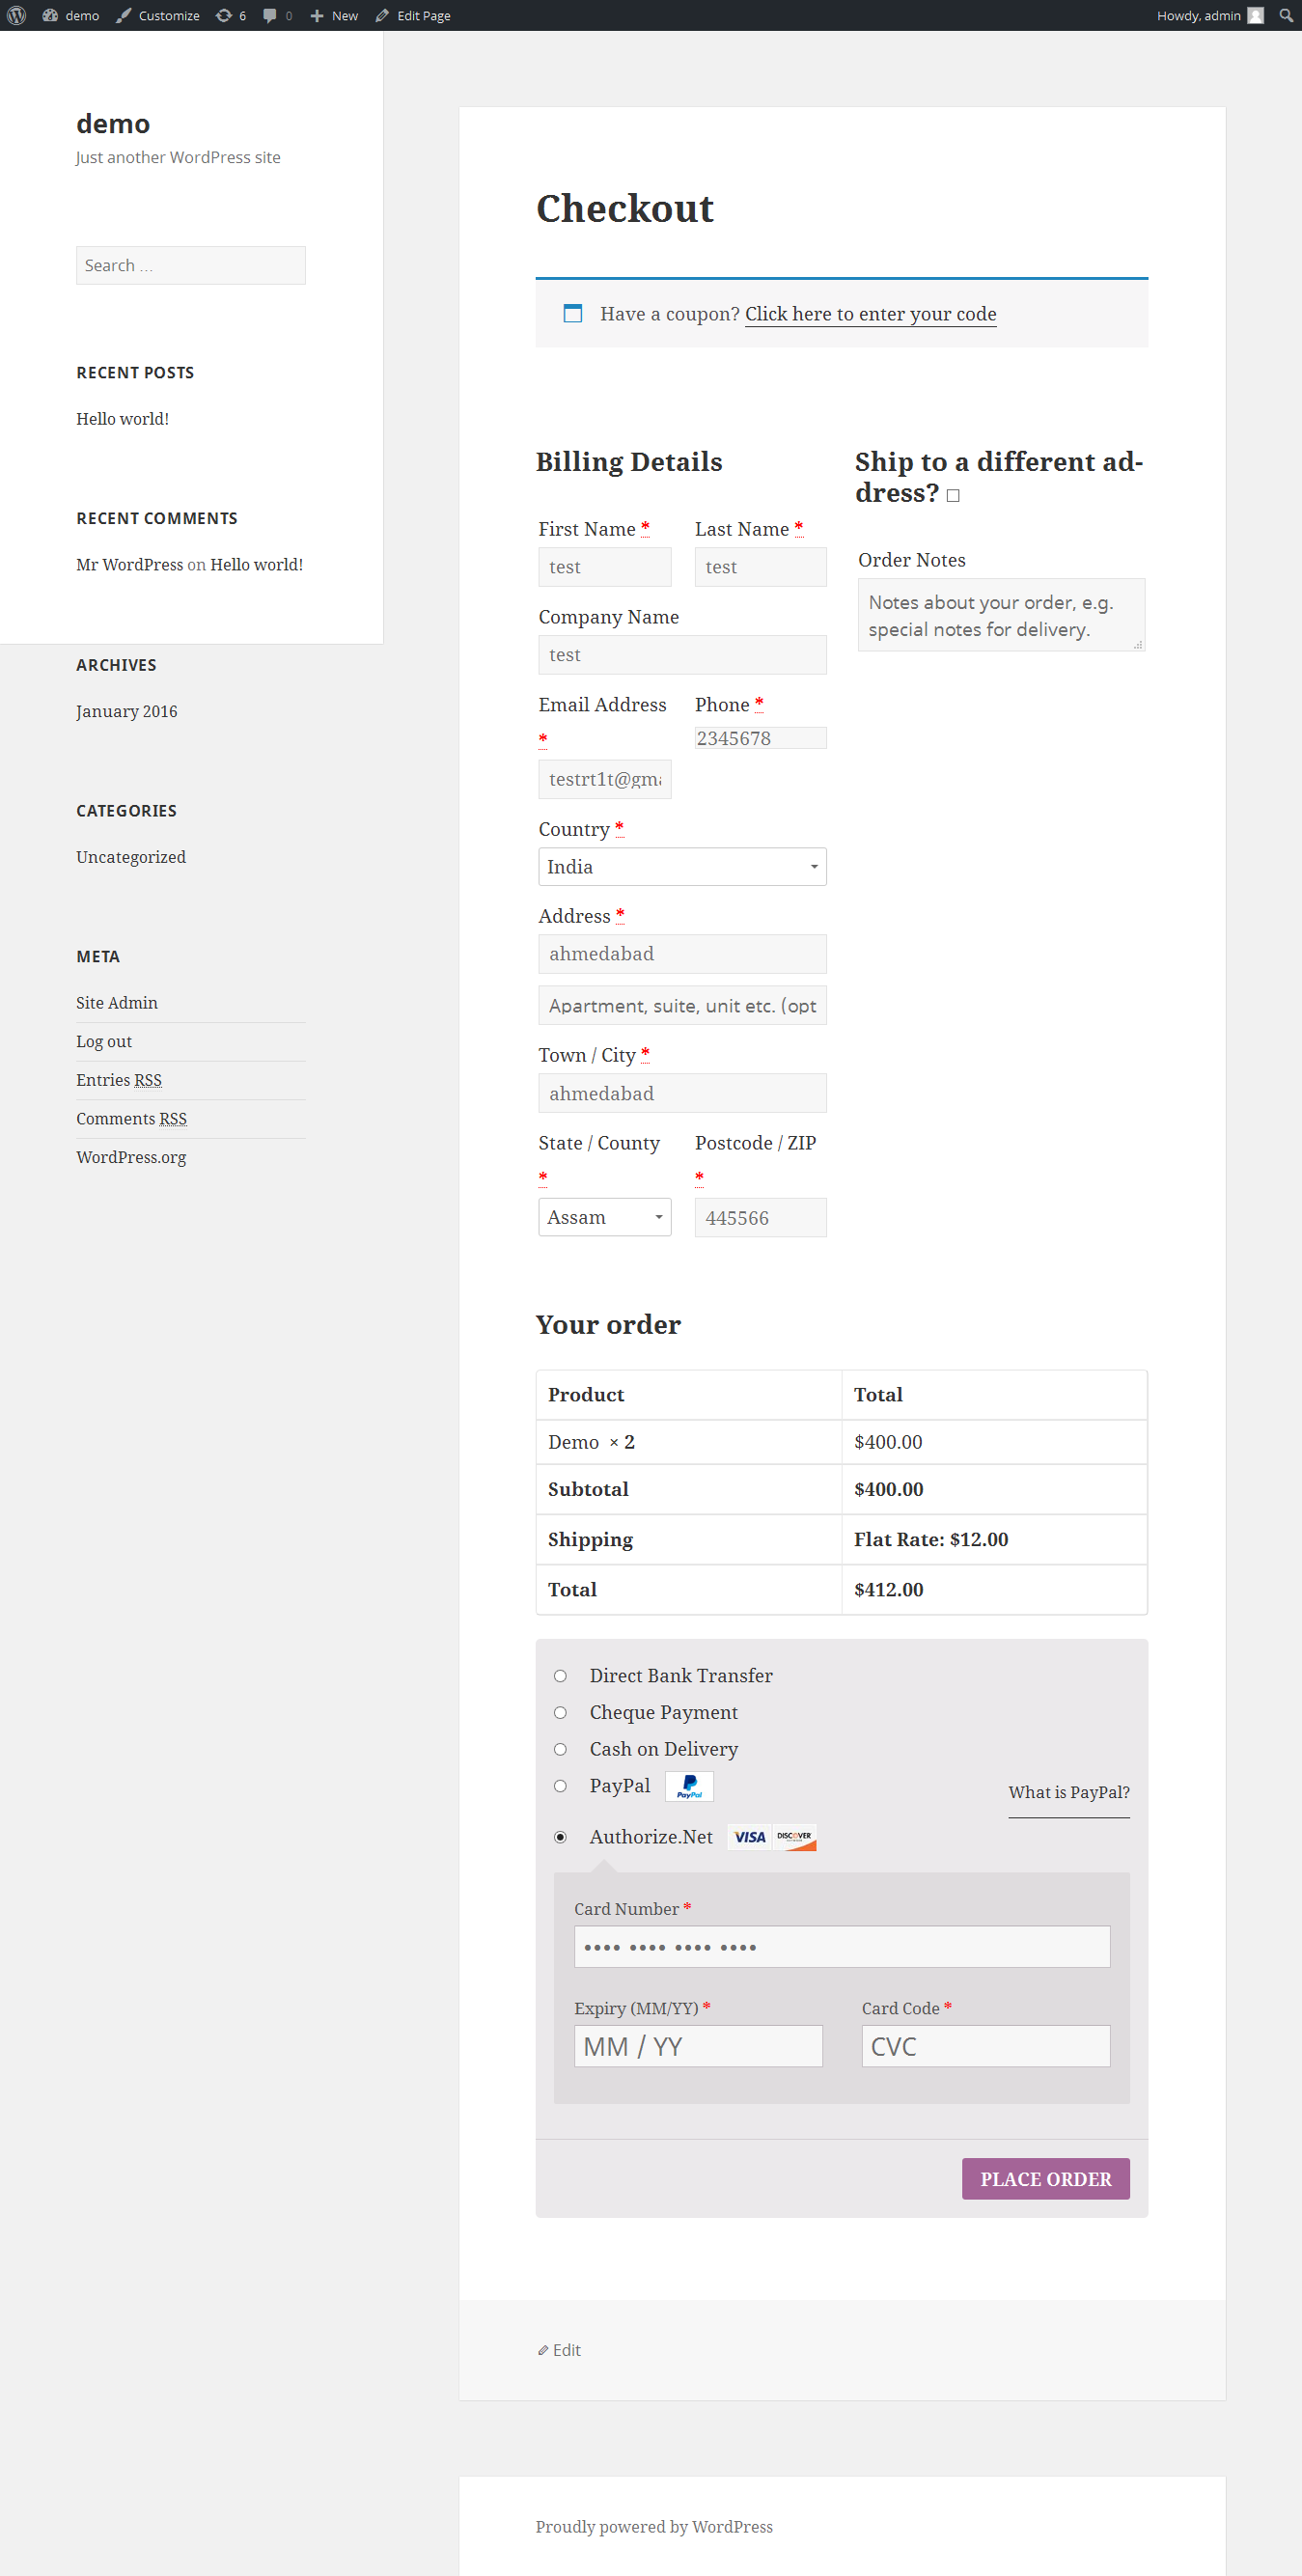 demo Customize 6 0 New Edit Page Howdy, admin
demo
Just another WordPress site
Search …
RECENT POSTS
Hello world!
RECENT COMMENTS
Mr WordPress on Hello world!
ARCHIVES
January 2016
CATEGORIES
Uncategorized
META
Site Admin
Log out
Entries RSS
Comments RSS
WordPress.org
Checkout
Have a coupon? Click here to enter your code
Billing Details
First Name * Last Name *
test test
Company Name
test
Email Address
*
testrt1t@gma
Phone *
2345678
Country *
India
Address *
ahmedabad
Apartment, suite, unit etc. (opt
Town / City *
ahmedabad
State / County
*
Assam
Postcode / ZIP
*
445566
Ship to a different ad-
dress?
Order Notes
Notes about your order, e.g.
special notes for delivery.
Your order
Product Total
Demo × 2 $400.00
Subtotal $400.00
Shipping Flat Rate: $12.00
Total $412.00
Direct Bank Transfer
Cheque Payment
Cash on Delivery
PayPal PayPal What is PayPal?
Authorize.Net VISA DISCOVER
Card Number *
•••• •••• •••• ••••
Expiry (MM/YY) * Card Code *
MM / YY CVC
PLACE ORDER
Edit
Proudly powered by WordPress